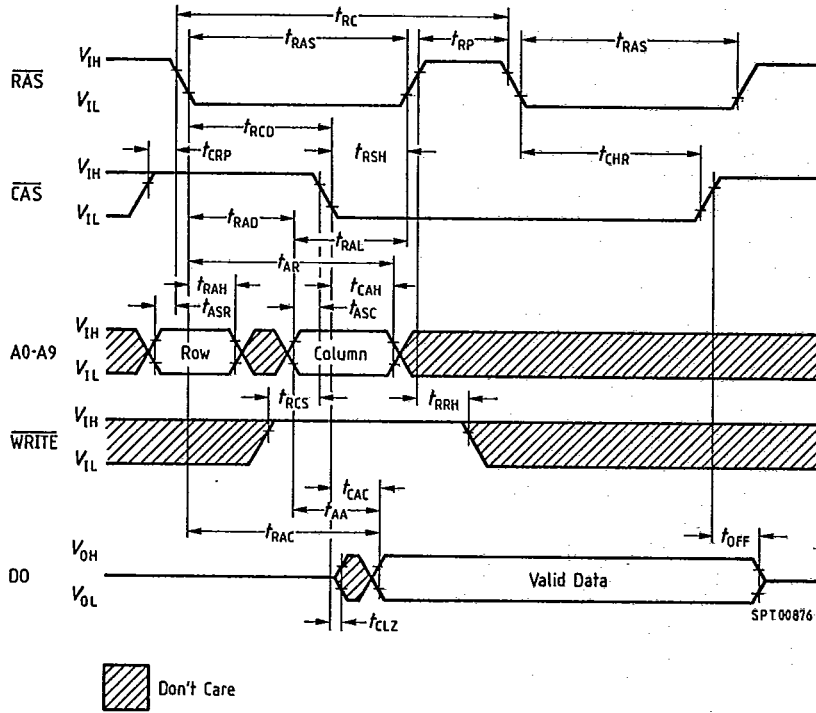 tRC
tRAS tRP tRAS
RAS VIH
VIL
tRCD
tCRP tRSH tCHR
CAS VIH
VIL
tRAD
tRAL
tAR
tRAH tCAH
tASR tASC
A0-A9 VIH
VIL
Row Column
tRCS tRRH
WRITE VIH
VIL
tCAC
tAA
tRAC tOFF
DO VOH
VOL
Valid Data
SPT00876
tCLZ
Don't Care